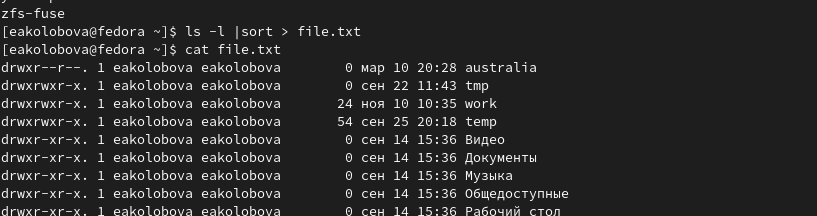 zfs-fuse
[eakolobova@fedora ~]$ ls -l |sort > file.txt
[eakolobova@fedora ~]$ cat file.txt
drwxr--r--. 1 eakolobova eakolobova        0 мар 10 20:28 australia
drwxrwxr-x. 1 eakolobova eakolobova        0 сен 22 11:43 tmp
drwxrwxr-x. 1 eakolobova eakolobova       24 ноя 10 10:35 work
drwxrwxr-x. 1 eakolobova eakolobova       54 сен 25 20:18 temp
drwxr-xr-x. 1 eakolobova eakolobova        0 сен 14 15:36 Видео
drwxr-xr-x. 1 eakolobova eakolobova        0 сен 14 15:36 Документы
drwxr-xr-x. 1 eakolobova eakolobova        0 сен 14 15:36 Музыка
drwxr-xr-x. 1 eakolobova eakolobova        0 сен 14 15:36 Общедоступные
drwxr-xr-x. 1 eakolobova eakolobova        0 сен 14 15:36 Рабочий стол